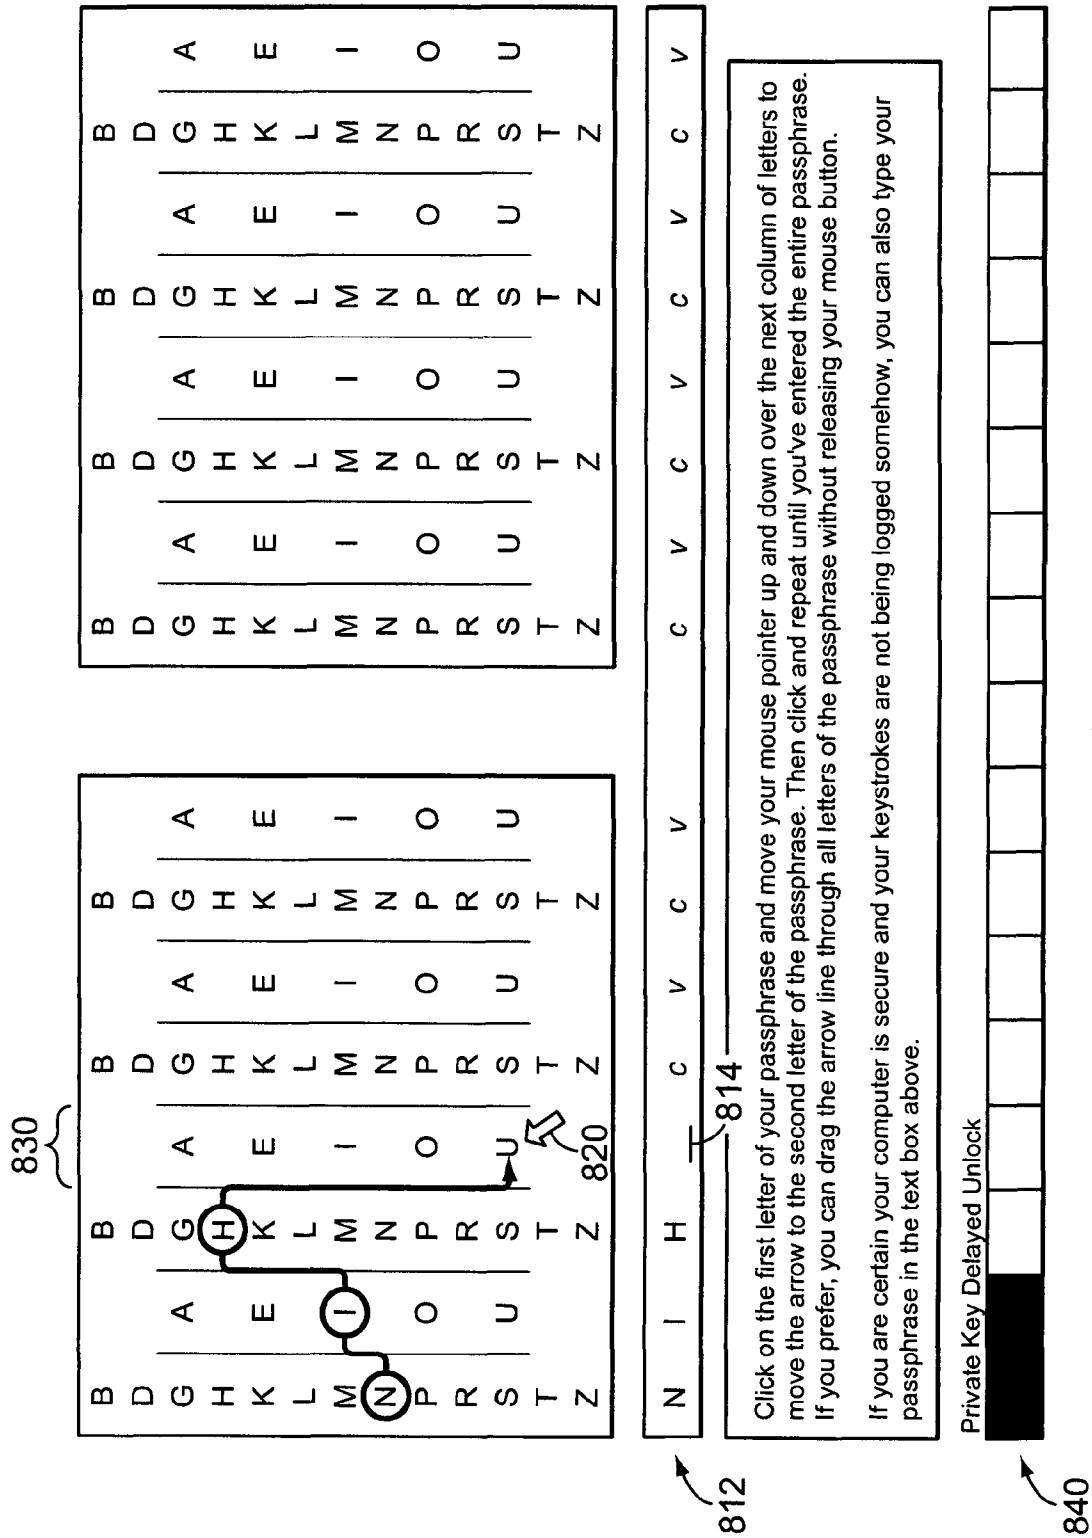 830
B B B B B B B B
D D D D D D D D
G A G A G A G A G A G A G A G A
H H H H H H H H
K E K E K E K E K E K E K E K E
L L L L L L L L
M I M I M I M I M I M I M I M I
N N N N N N N N
P O P O P O P O P O P O P O P O
R R R R R R R R
S U S U S U S U S U S U S U S U
T T T T T T T T
Z Z Z Z Z Z Z Z
820
N I H c v c v c v c v c v c v
812
814
Click on the first letter of your passphrase and move your mouse pointer up and down over the next column of letters to
move the arrow to the second letter of the passphrase. Then click and repeat until you've entered the entire passphrase.
If you prefer, you can drag the arrow line through all letters of the passphrase without releasing your mouse button.
If you are certain your computer is secure and your keystrokes are not being logged somehow, you can also type your
passphrase in the text box above.
Private Key Delayed Unlock
840